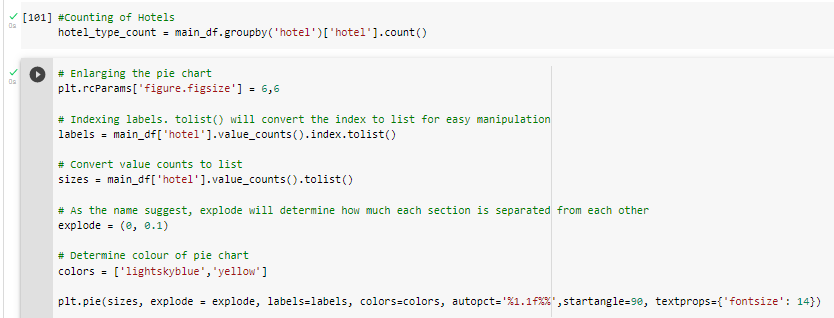 [101] #Counting of Hotels
0s
hotel_type_count = main_df.groupby('hotel')['hotel'].count()
# Enlarging the pie chart
0s
plt.rcParams['figure.figsize'] = 6,6
# Indexing labels. tolist() will convert the index to list for easy manipulation
labels = main_df['hotel'].value_counts().index.tolist()
# Convert value counts to list
sizes = main_df['hotel'].value_counts().tolist()
# As the name suggest, explode will determine how much each section is separated from each other
explode = (0, 0.1)
# Determine colour of pie chart
colors = ['lightskyblue','yellow']
plt.pie(sizes, explode = explode, labels=labels, colors=colors, autopct='%1.1f%%',startangle=90, textprops={'fontsize': 14})